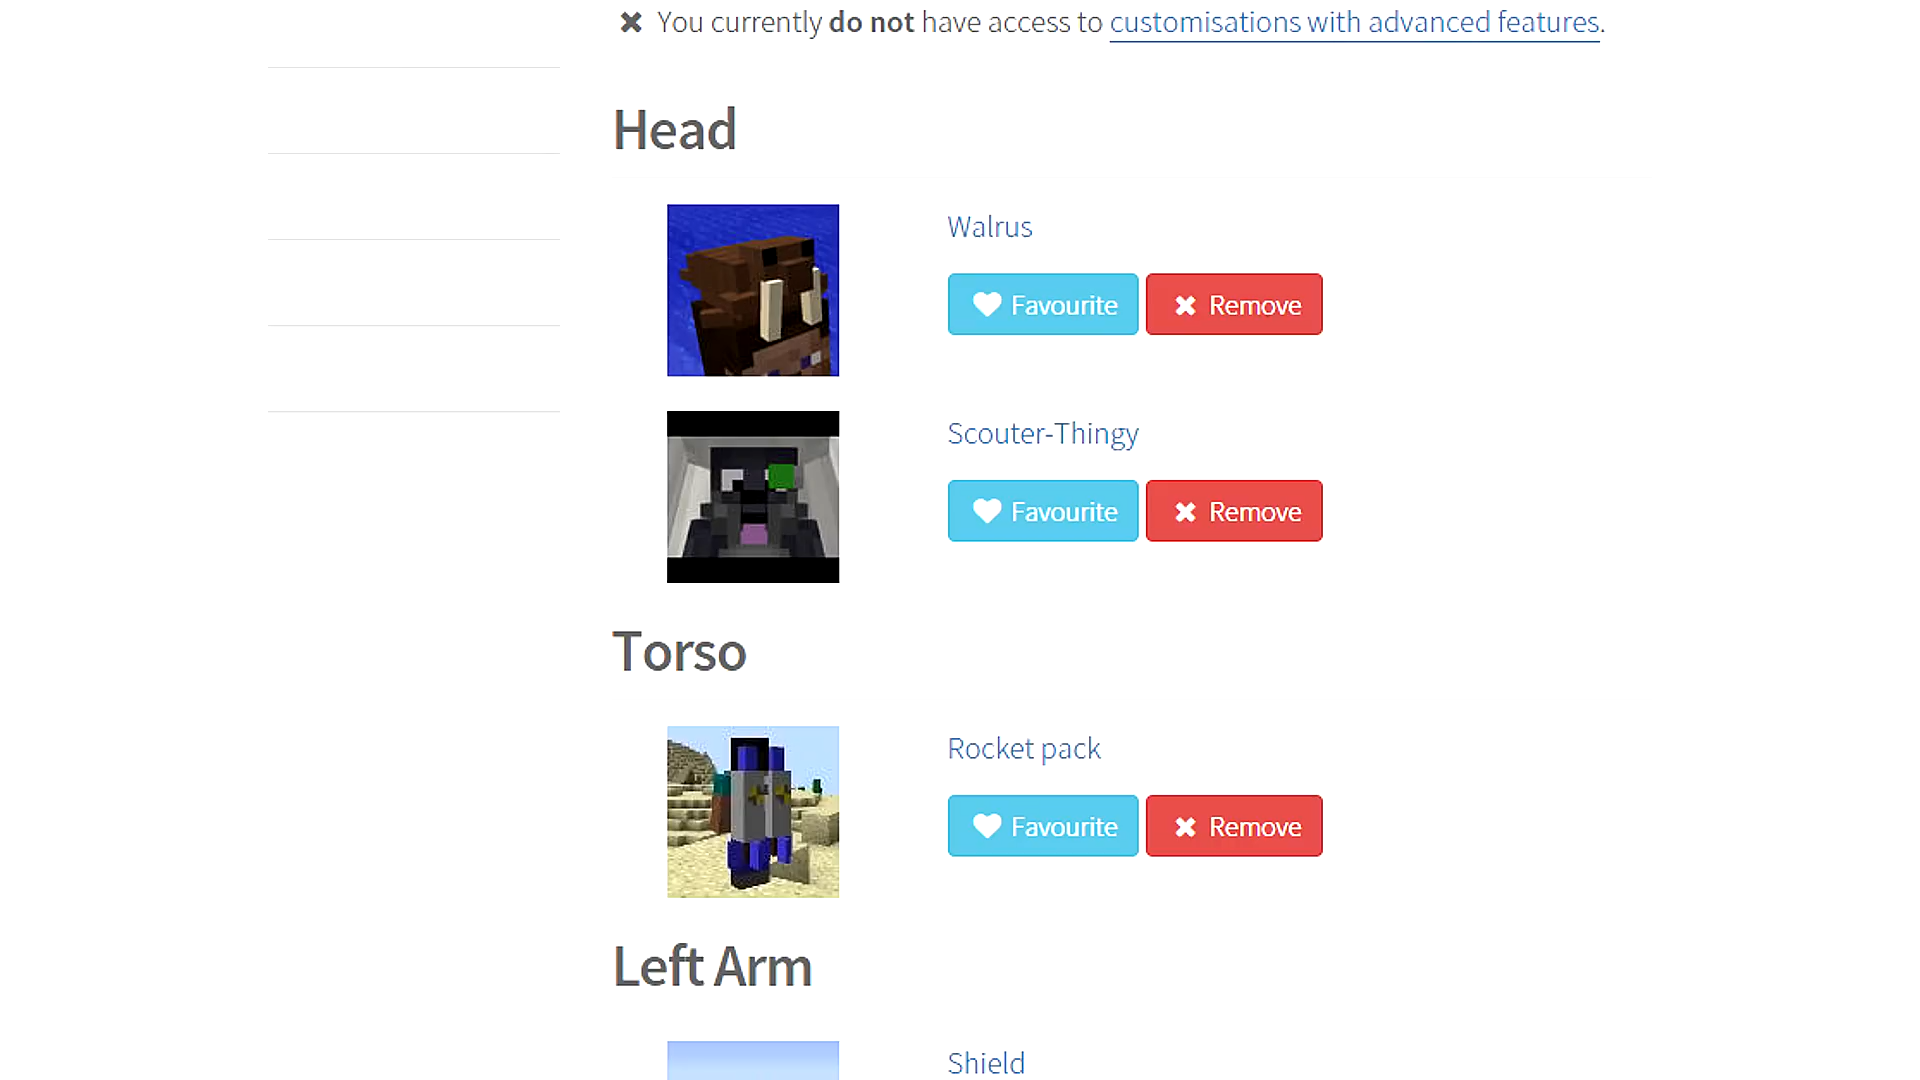 ✖ You currently do not have access to customisations with advanced features.
Head
Walrus
Favourite ✖ Remove
Scouter-Thingy
Favourite ✖ Remove
Torso
Rocket pack
Favourite ✖ Remove
Left Arm
Shield